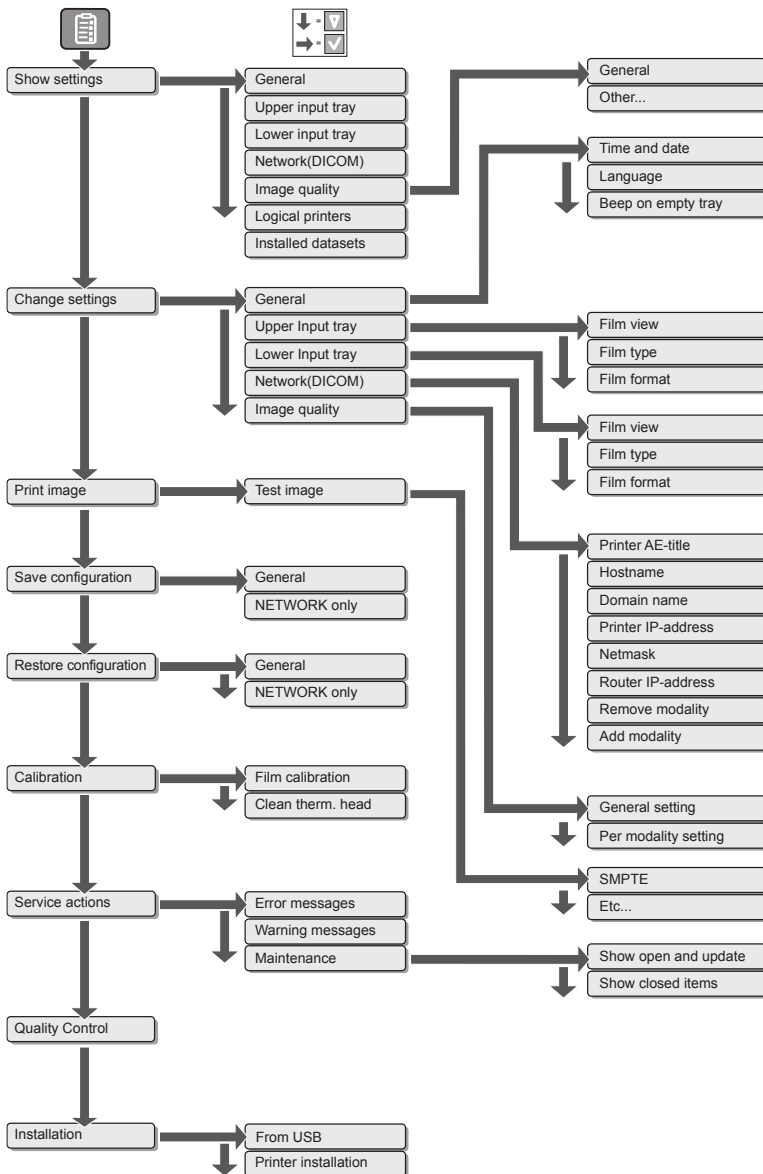 Show settings
General
Upper input tray
Lower input tray
Network(DICOM)
Image quality
Logical printers
Installed datasets
General
Other...
Change settings
General
Upper Input tray
Lower Input tray
Network(DICOM)
Image quality
Time and date
Language
Beep on empty tray
Film view
Film type
Film format
Film view
Film type
Film format
Printer AE-title
Hostname
Domain name
Printer IP-address
Netmask
Router IP-address
Remove modality
Add modality
General setting
Per modality setting
Print image
Test image
SMPTE
Etc...
Save configuration
General
NETWORK only
Restore configuration
General
NETWORK only
Calibration
Film calibration
Clean therm. head
Service actions
Error messages
Warning messages
Maintenance
Show open and update
Show closed items
Quality Control
Installation
From USB
Printer installation